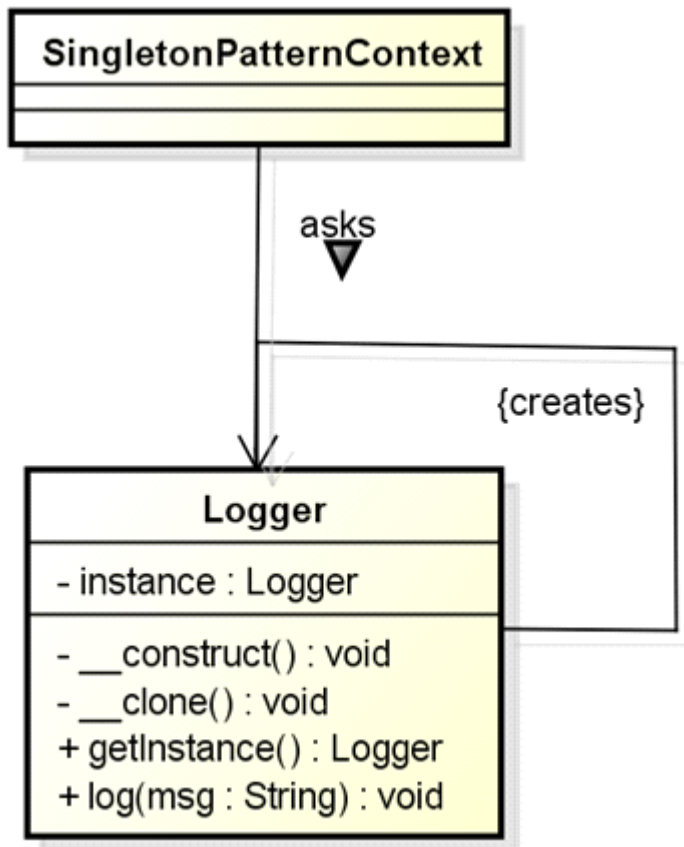 SingletonPatternContext
asks
{creates}
Logger
- instance : Logger
- __construct() : void
- __clone() : void
+ getInstance() : Logger
+ log(msg : String) : void